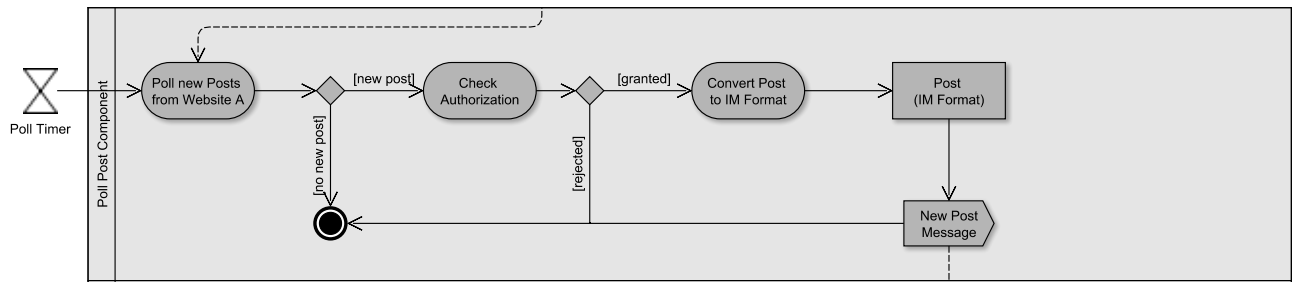 Poll Timer
Poll Post Component
Poll new Posts
from Website A
[new post]
[no new post]
Check
Authorization
[granted]
[rejected]
Convert Post
to IM Format
Post
(IM Format)
New Post
Message